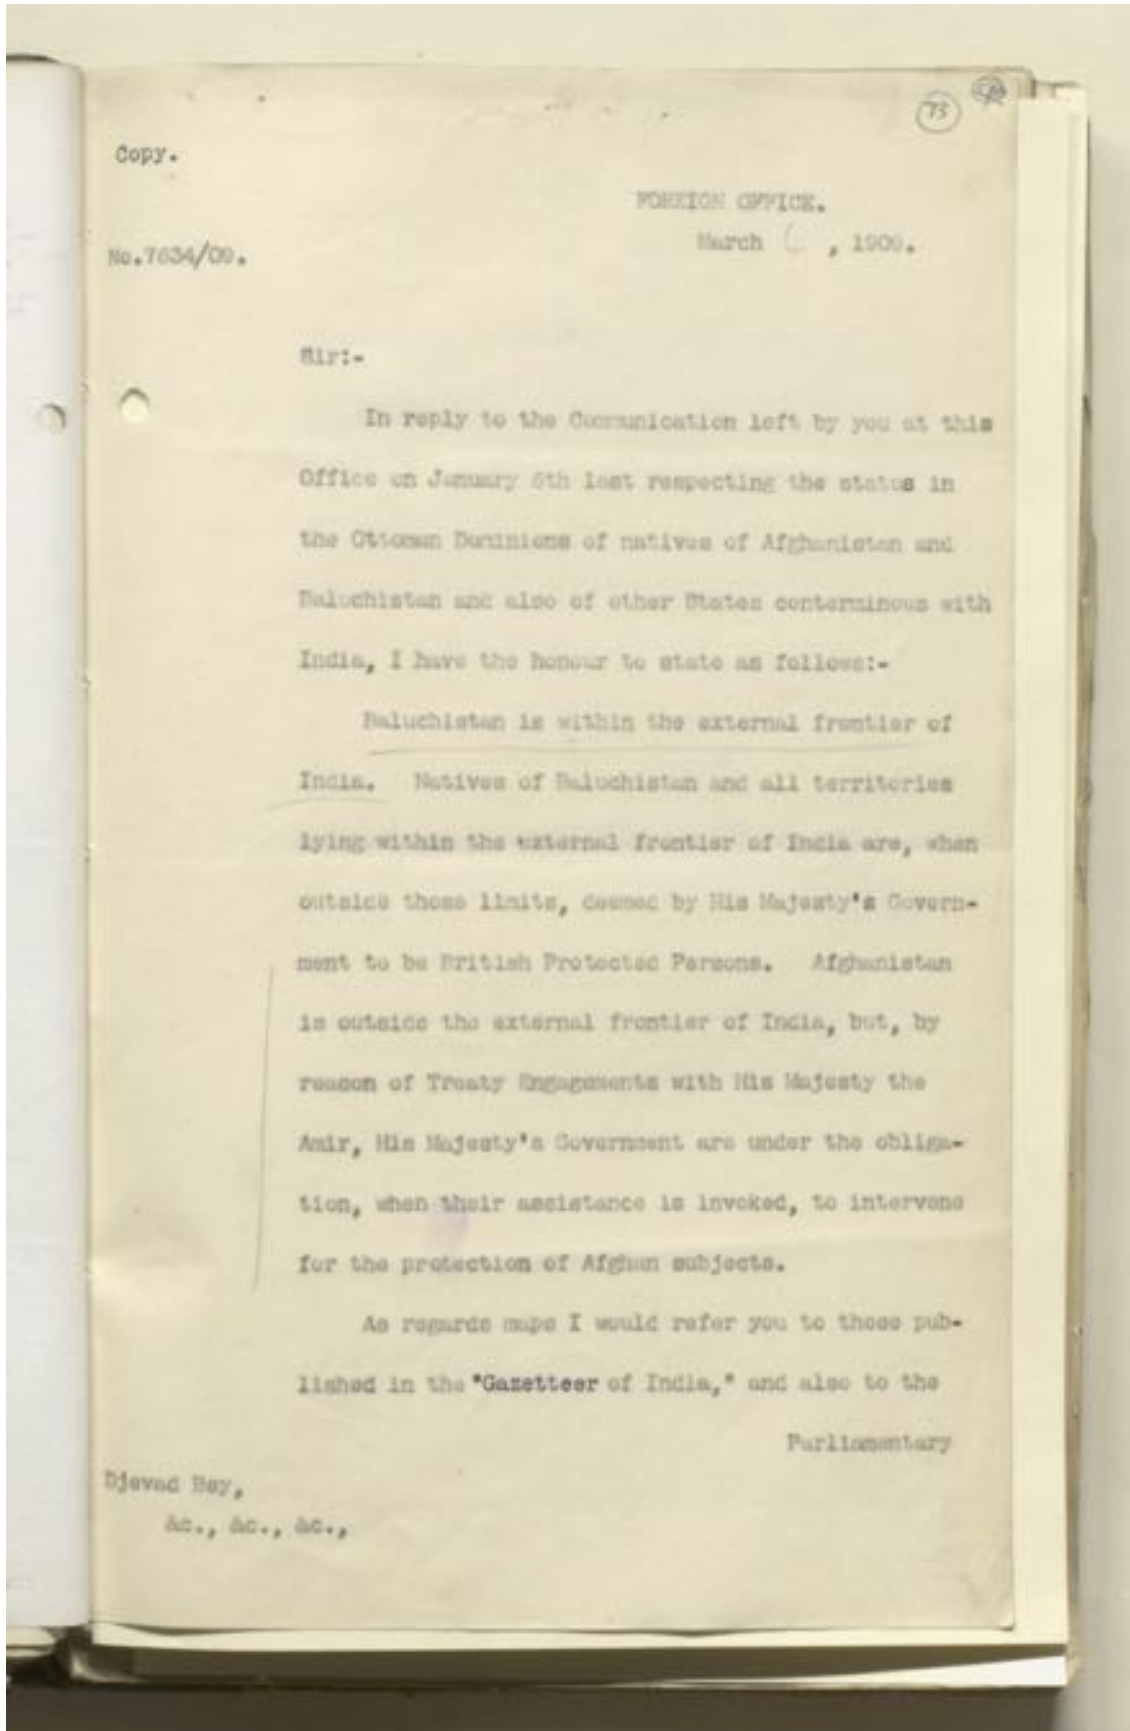 73
Copy.
FOREIGN OFFICE.
March 6, 1909.
No.7634/09.
Sir:-
In reply to the Communication left by you at this
Office on January 6th last respecting the status in
the Ottoman Dominions of natives of Afghanistan and
Baluchistan and also of other States conterminous with
India, I have the honour to state as follows:-
Baluchistan is within the external frontier of
India. Natives of Baluchistan and all territories
lying within the external frontier of India are, when
outside those limits, deemed by His Majesty's Govern-
ment to be British Protected Persons. Afghanistan
is outside the external frontier of India, but, by
reason of Treaty Engagements with His Majesty the
Amir, His Majesty's Government are under the obliga-
tion, when their assistance is invoked, to intervene
for the protection of Afghan subjects.
As regards maps I would refer you to those pub-
lished in the "Gazetteer of India," and also to the
Parliamentary
Djevad Bey,
&c., &c., &c.,